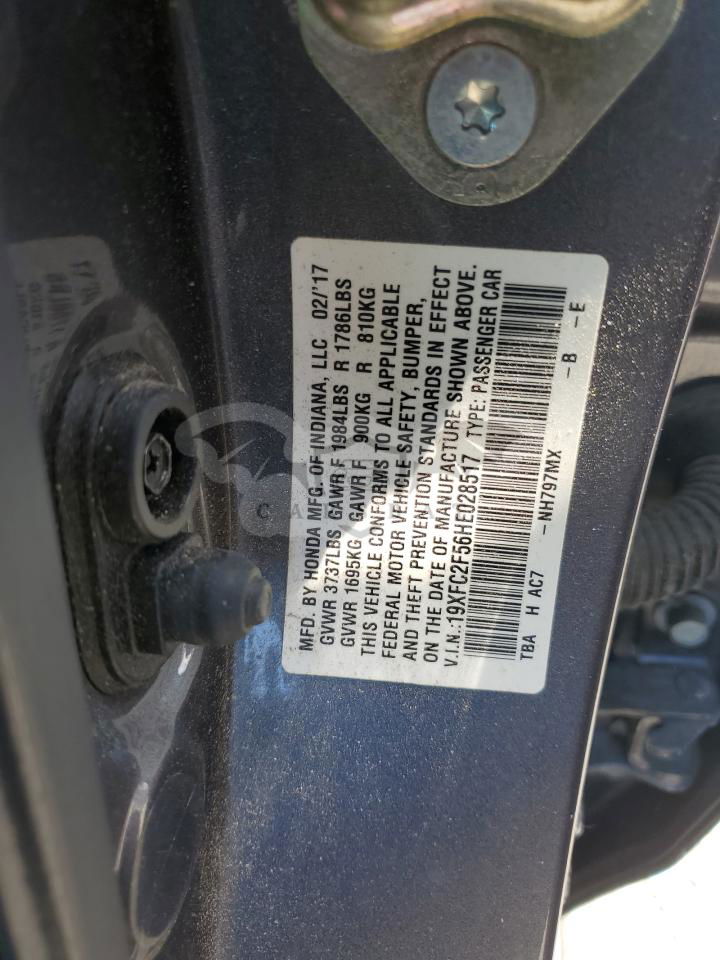 MFD. BY HONDA MFG. OF INDIANA, LLC 02/'17
GVWR 3737LBS GAWR F 1984LBS R 1786LBS
GVWR 1695KG GAWR F 900KG R 810KG
THIS VEHICLE CONFORMS TO ALL APPLICABLE
FEDERAL MOTOR VEHICLE SAFETY, BUMPER,
AND THEFT PREVENTION STANDARDS IN EFFECT
ON THE DATE OF MANUFACTURE SHOWN ABOVE.
V.I.N.:19XFC2F56HE028517 TYPE: PASSENGER CAR
TBA H AC7 -NH797MX -B -E